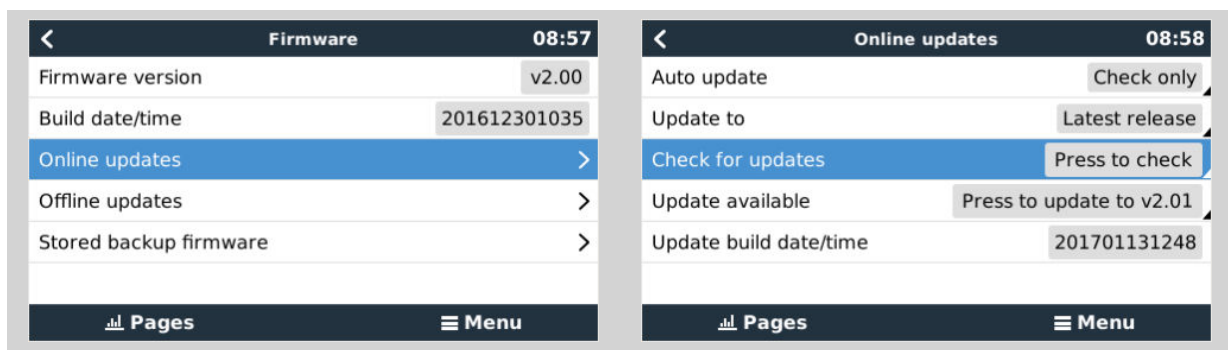 Firmware 08:57
Firmware version v2.00
Build date/time 201612301035
Online updates
Offline updates
Stored backup firmware
Pages Menu
Online updates 08:58
Auto update Check only
Update to Latest release
Check for updates Press to check
Update available Press to update to v2.01
Update build date/time 201701131248
Pages Menu